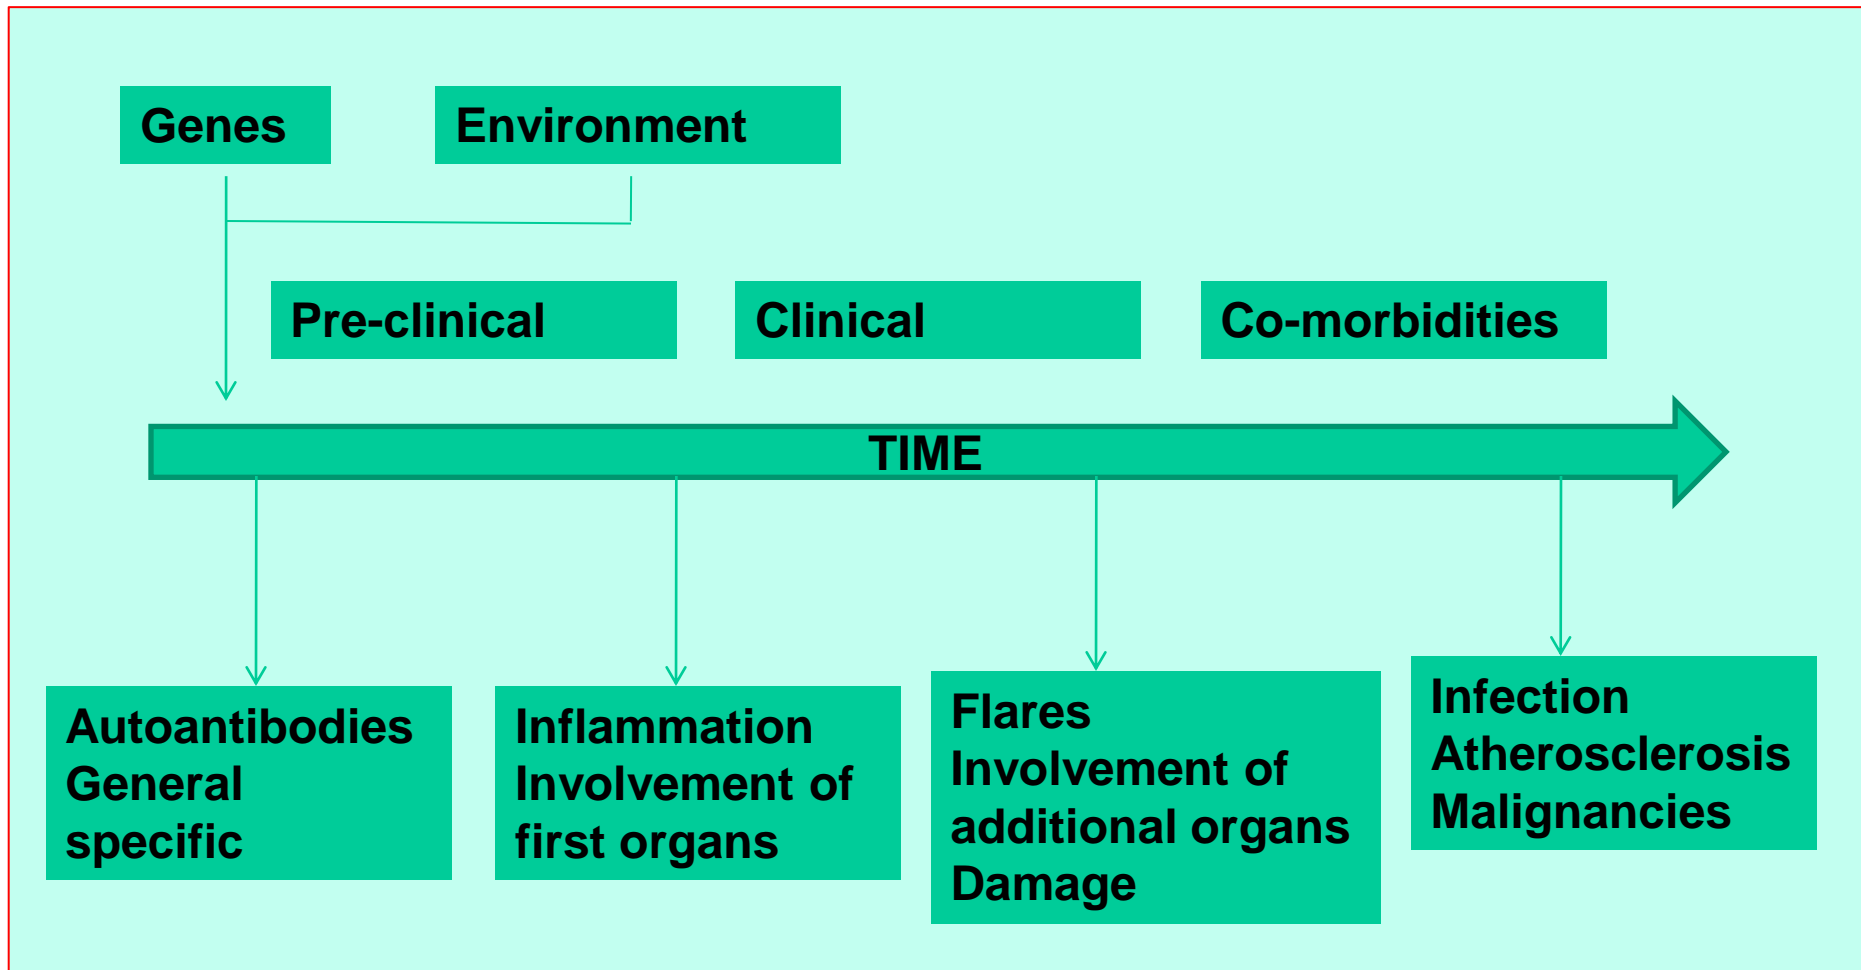 Genes
Environment
Pre-clinical
Clinical
Co-morbidities
TIME
Autoantibodies
General
specific
Inflammation
Involvement of
first organs
Flares
Involvement of
additional organs
Damage
Infection
Atherosclerosis
Malignancies